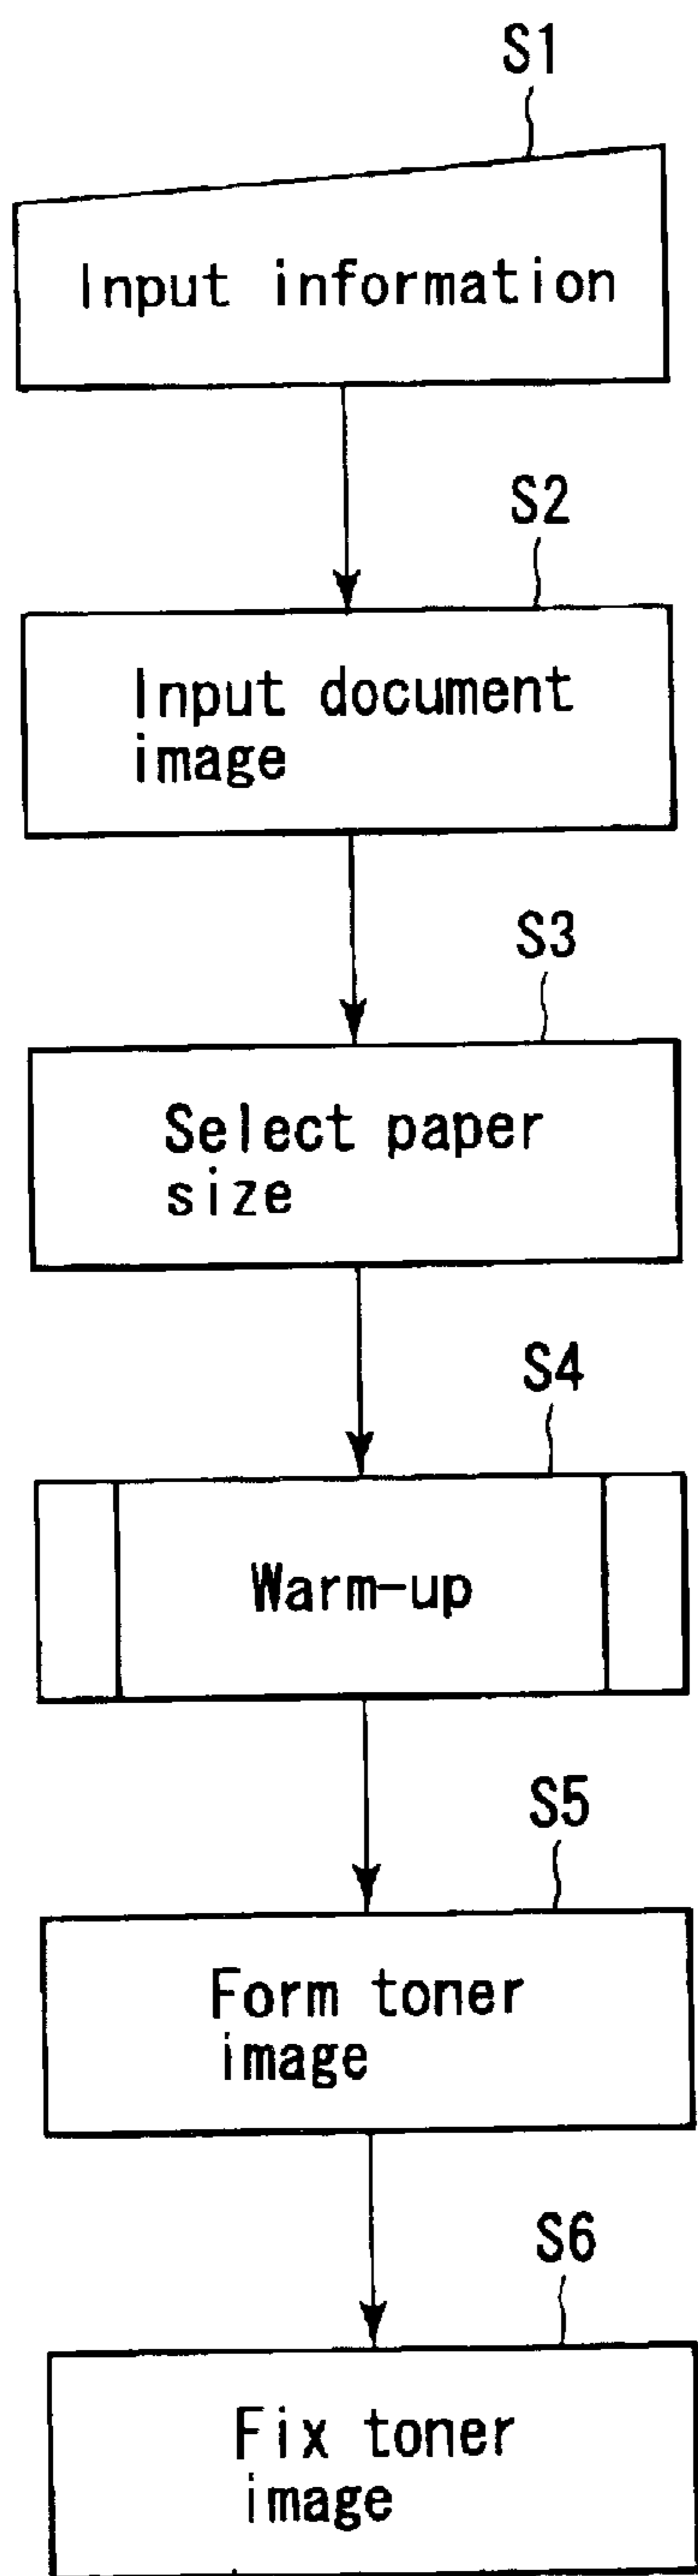 S1
Input information
S2
Input document
image
S3
Select paper
size
S4
Warm-up
S5
Form toner
image
S6
Fix toner
image